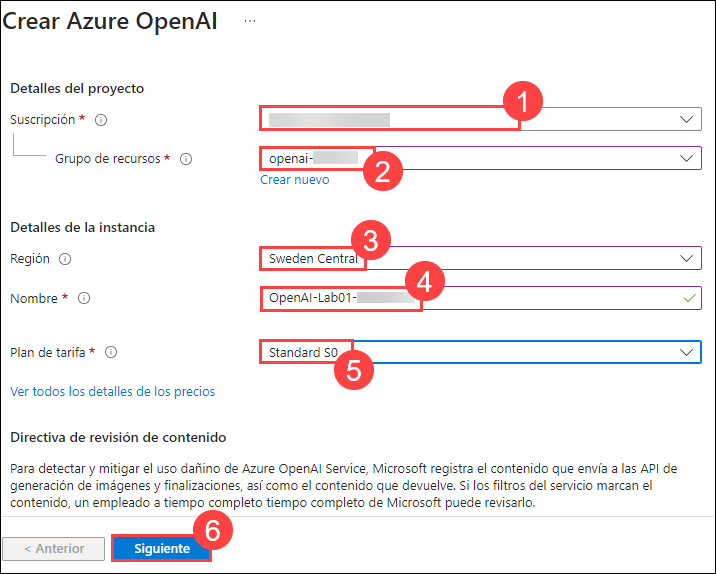 Crear Azure OpenAI ...
Detalles del proyecto
1
Suscripción *
Grupo de recursos *
openai-
2
Crear nuevo
Detalles de la instancia
3
Región
Sweden Central
4
Nombre *
OpenAI-Lab01-
Plan de tarifa *
Standard S0
5
Ver todos los detalles de los precios
Directiva de revisión de contenido
Para detectar y mitigar el uso dañino de Azure OpenAI Service, Microsoft registra el contenido que envía a las API de
generación de imágenes y finalizaciones, así como el contenido que devuelve. Si los filtros del servicio marcan el
contenido, un empleado a tiempo completo tiempo completo de Microsoft puede revisarlo.
6
< Anterior
Siguiente